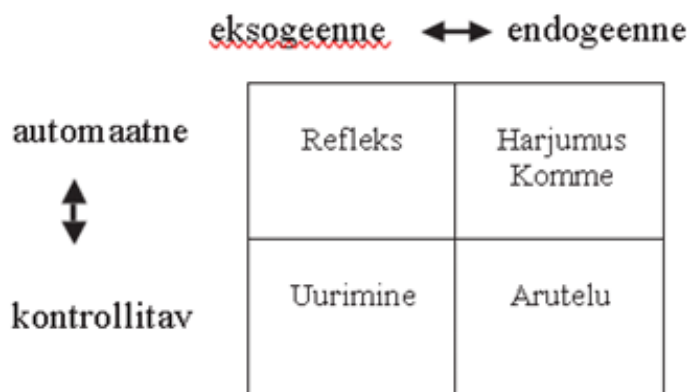 eksogeenne endogeenne
automaatne
Refleks
Harjumus
Komme
kontrollitav
Uurimine
Arutelu